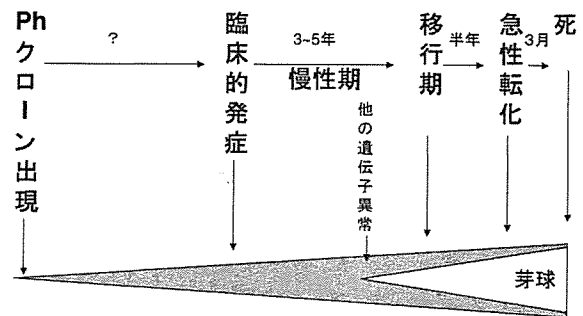 Phクローン出現
?
臨床的発症
3~5年
慢性期
他の遺伝子異常
移行期
半年
急性転化
3月
死
芽球